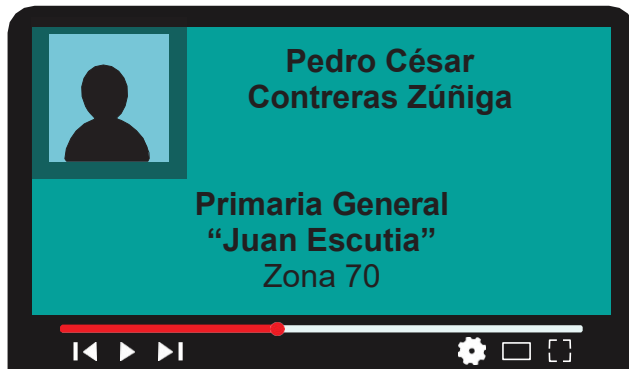 Pedro César
Contreras Zúñiga
Primaria General
“Juan Escutia”
Zona 70